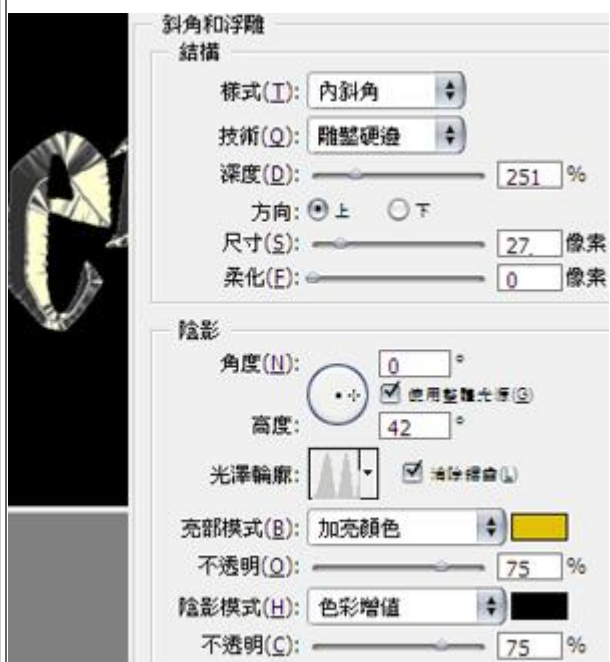 斜角和浮雕
結構
樣式(T): 內斜角
技術(Q): 雕鑿硬邊
深度(D): 251 %
方向: 上 下
尺寸(S): 27 像素
柔化(F): 0 像素
陰影
角度(N): 0 °
使用整體光源(G)
高度: 42 °
光澤輪廓: 消除鋸齒(L)
亮部模式(B): 加亮顏色
不透明(O): 75 %
陰影模式(H): 色彩增值
不透明(C): 75 %